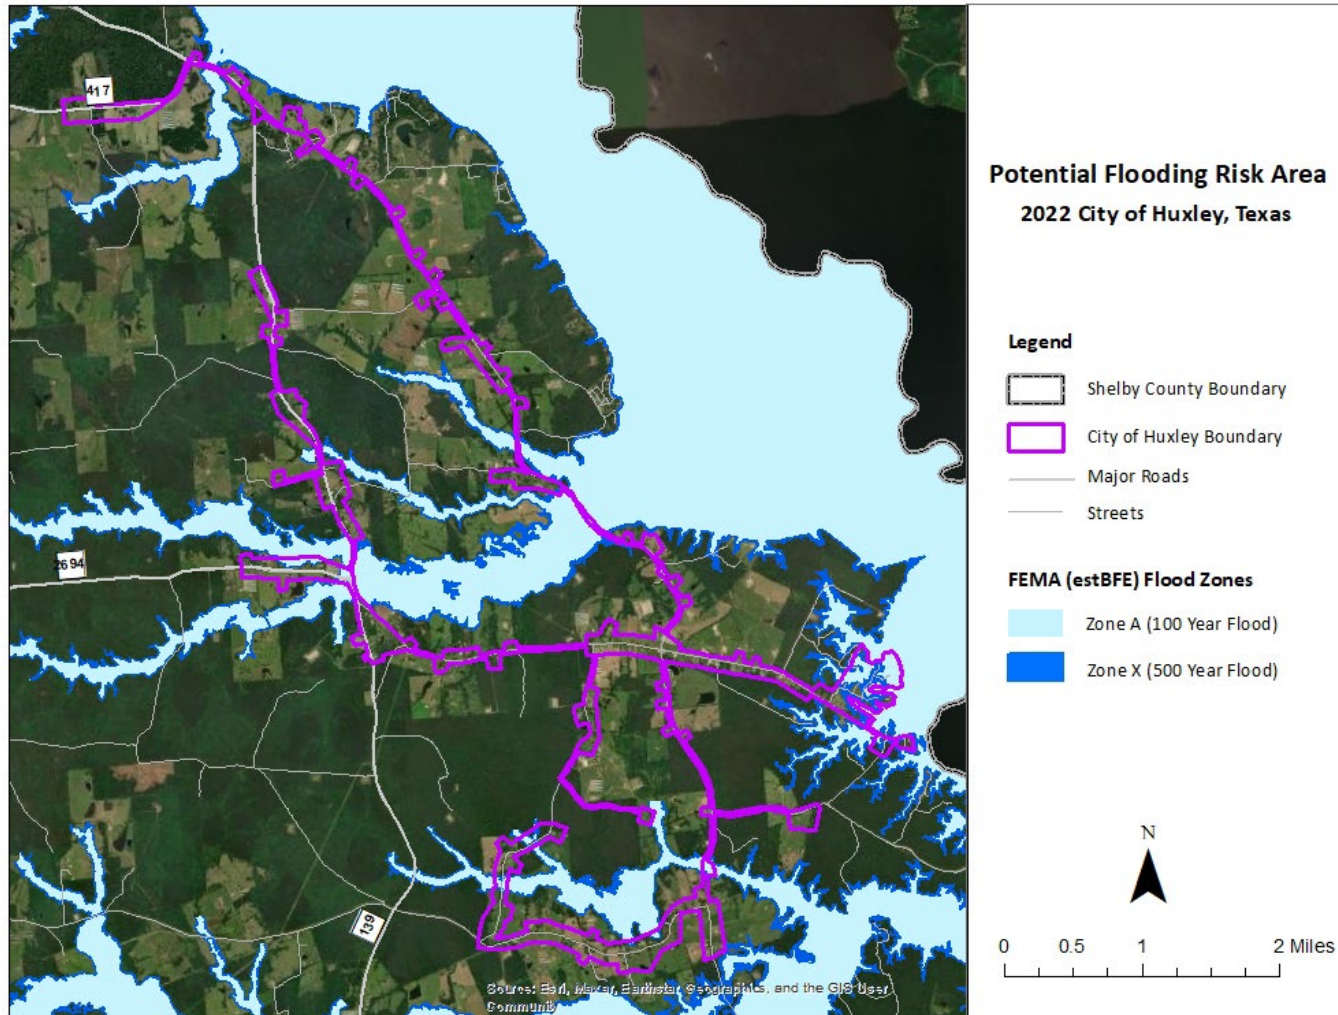 417
2694
139
Source: Esri, Maxar, Earthstar Geographics, and the GIS User
Community
Potential Flooding Risk Area
2022 City of Huxley, Texas
Legend
Shelby County Boundary
City of Huxley Boundary
Major Roads
Streets
FEMA (estBFE) Flood Zones
Zone A (100 Year Flood)
Zone X (500 Year Flood)
N
0 0.5 1 2 Miles